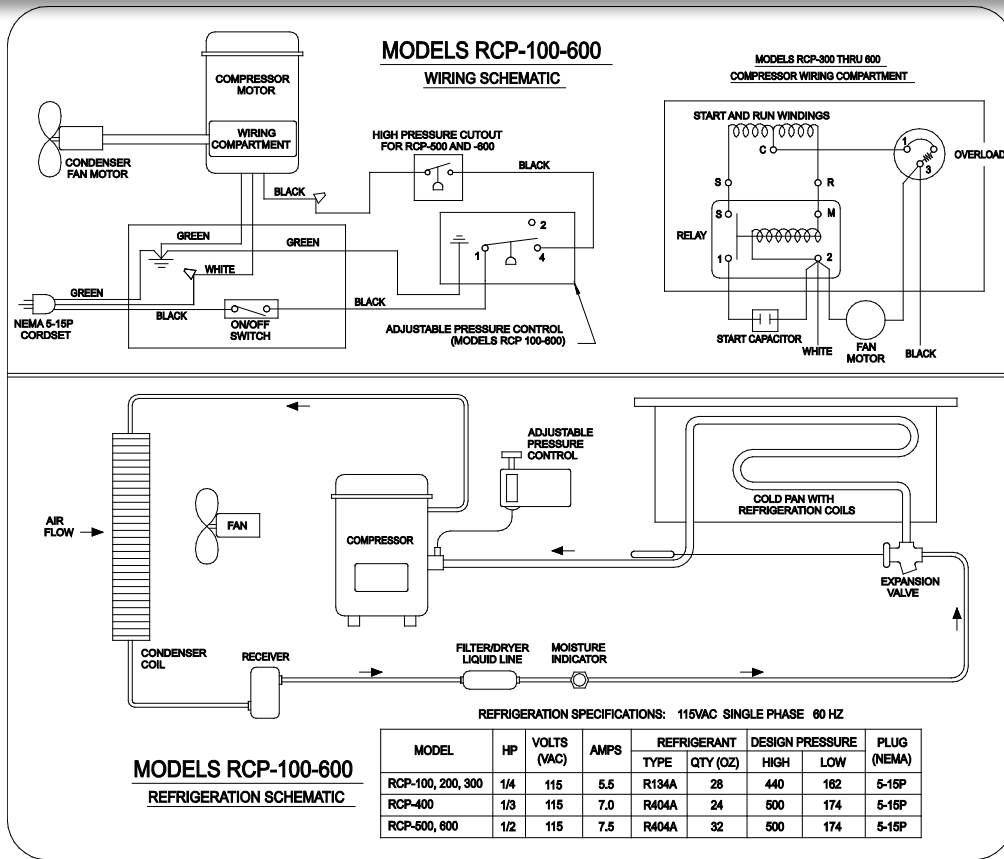 MODELS RCP-100-600
WIRING SCHEMATIC
MODELS RCP-300 THRU 600
COMPRESSOR WIRING COMPARTMENT
COMPRESSOR
MOTOR
WIRING
COMPARTMENT
CONDENSER
FAN MOTOR
HIGH PRESSURE CUTOUT
FOR RCP-500 AND -600
BLACK
BLACK
GREEN
GREEN
WHITE
GREEN
BLACK
BLACK
NEMA 5-15P
CORDSET
ON/OFF
SWITCH
2
1
4
ADJUSTABLE PRESSURE CONTROL
(MODELS RCP 100-600)
START AND RUN WINDINGS
C
1
3
OVERLOAD
S
R
S
M
RELAY
1
2
START CAPACITOR
WHITE
FAN
MOTOR
BLACK
AIR
FLOW
FAN
COMPRESSOR
ADJUSTABLE
PRESSURE
CONTROL
COLD PAN WITH
REFRIGERATION COILS
EXPANSION
VALVE
CONDENSER
COIL
RECEIVER
FILTER/DRYER
LIQUID LINE
MOISTURE
INDICATOR
MODELS RCP-100-600
REFRIGERATION SCHEMATIC
REFRIGERATION SPECIFICATIONS: 115VAC SINGLE PHASE 60 HZ
MODEL HP VOLTS (VAC) AMPS REFRIGERANT DESIGN PRESSURE PLUG (NEMA)
TYPE QTY (OZ) HIGH LOW
RCP-100, 200, 300 1/4 115 5.5 R134A 28 440 162 5-15P
RCP-400 1/3 115 7.0 R404A 24 500 174 5-15P
RCP-500, 600 1/2 115 7.5 R404A 32 500 174 5-15P